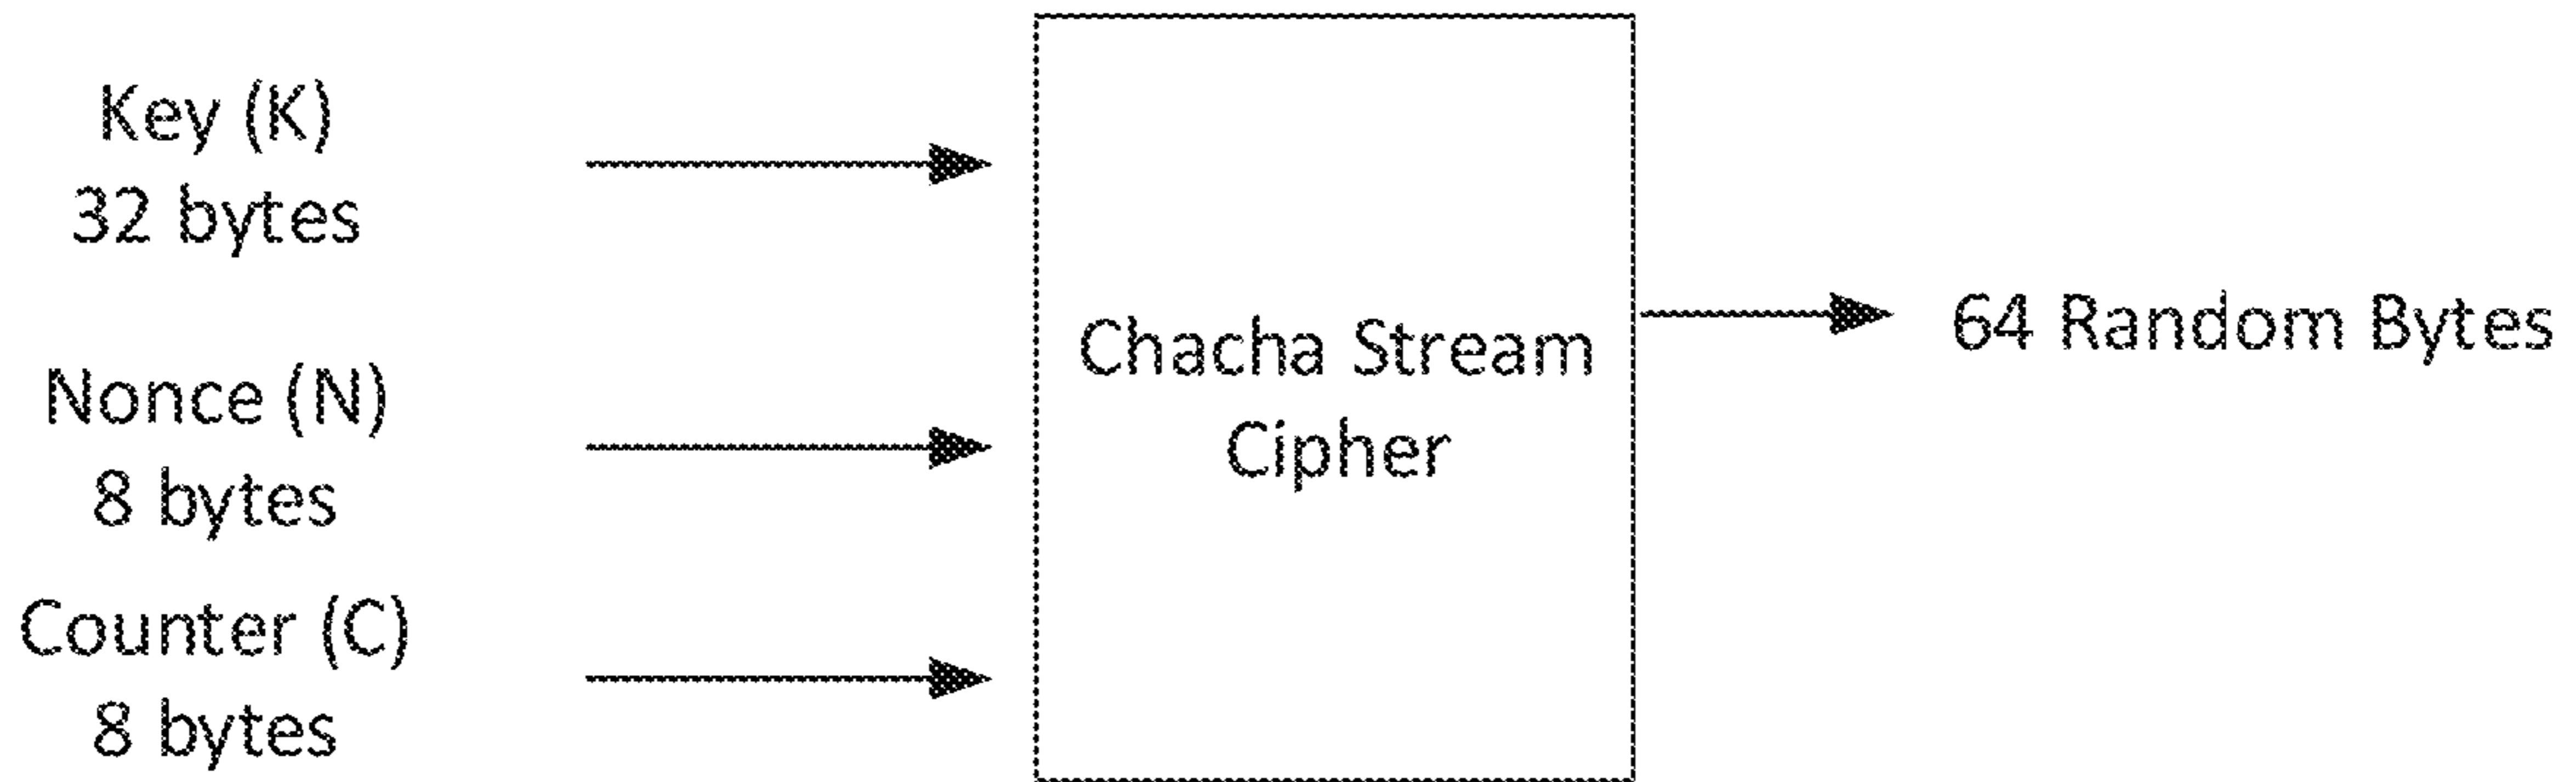 Key (K)
32 bytes
Nonce (N)
8 bytes
Counter (C)
8 bytes
Chacha Stream
Cipher
64 Random Bytes